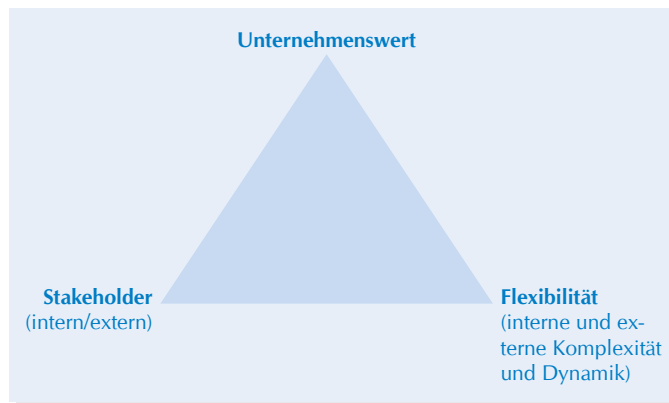 Unternehmenswert
Stakeholder
(intern/extern)
Flexibilität
(interne und ex-
terne Komplexität
und Dynamik)